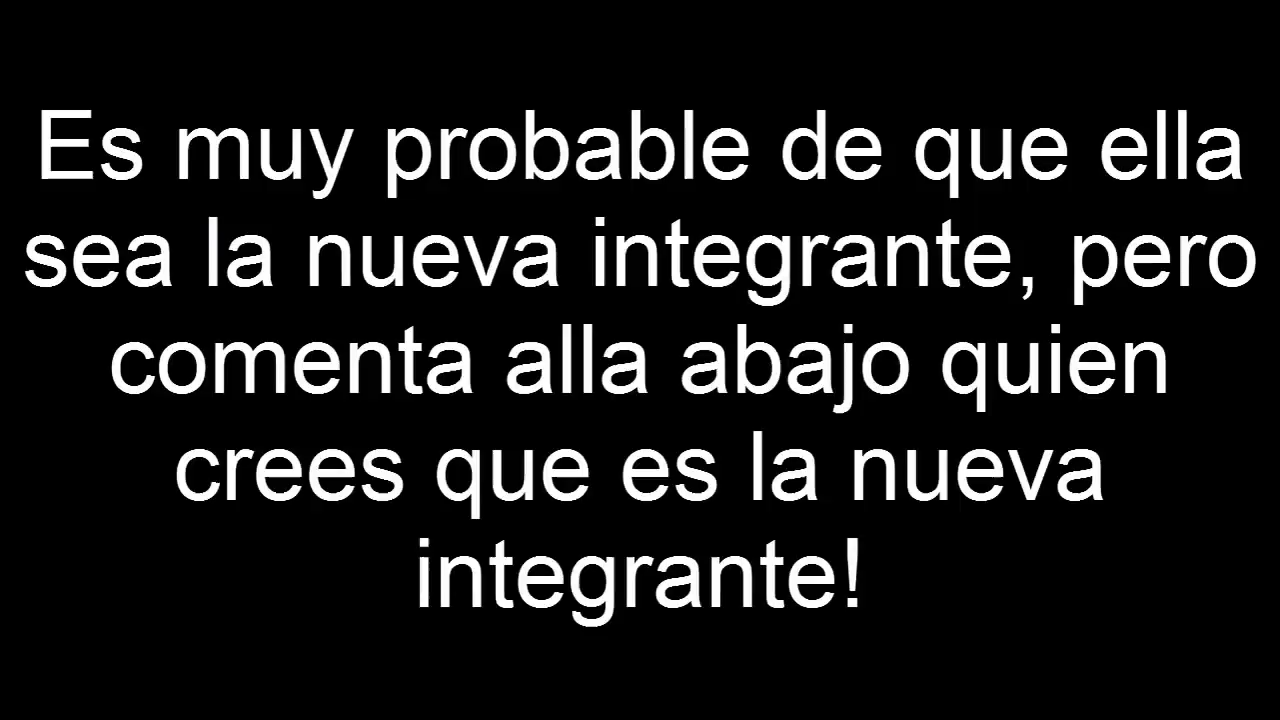 Es muy probable de que ella
sea la nueva integrante, pero
comenta alla abajo quien
crees que es la nueva
integrante!